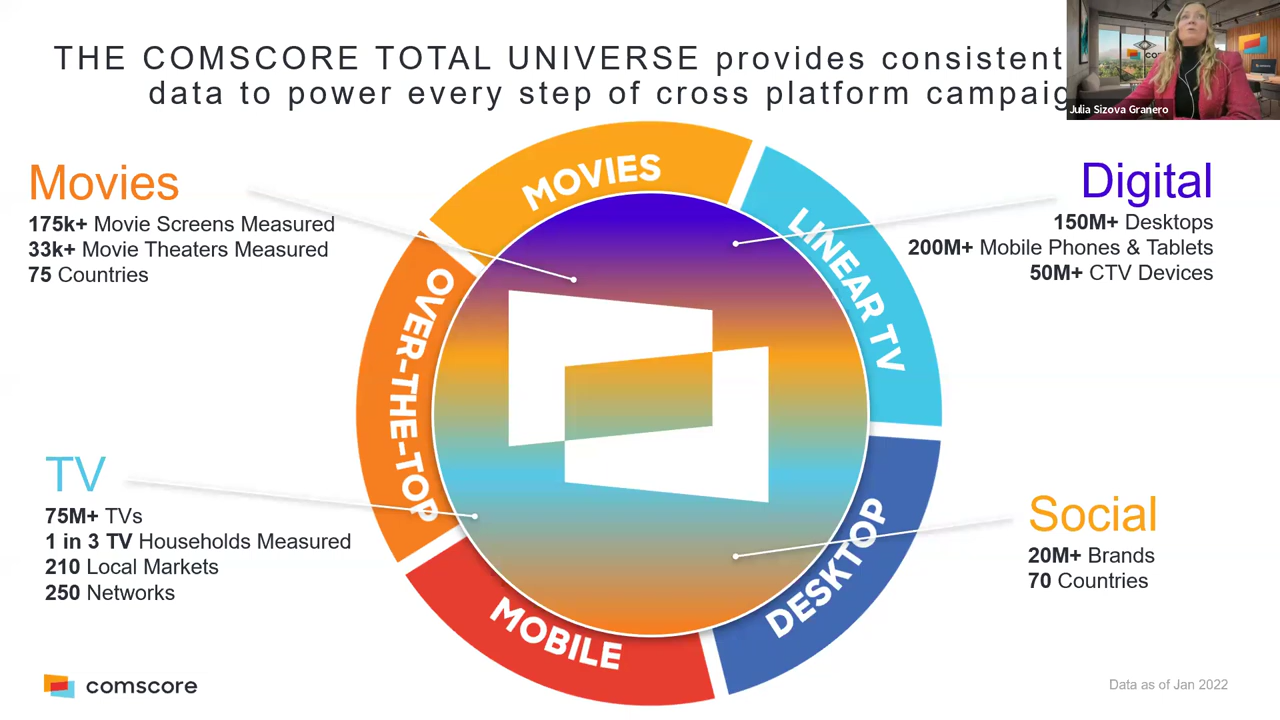 THE COMSCORE TOTAL UNIVERSE provides consistent
data to power every step of cross platform
Julia Sizova Granero
Movies
175k+ Movie Screens Measured
33k+ Movie Theaters Measured
75 Countries
Digital
150M+ Desktops
200M+ Mobile Phones & Tablets
50M+ CTV Devices
MOVIES
LINEAR TV
OVER-THE-TOP
DESKTOP
MOBILE
TV
75M+ TVs
1 in 3 TV Households Measured
210 Local Markets
250 Networks
Social
20M+ Brands
70 Countries
comscore
Data as of Jan 2022